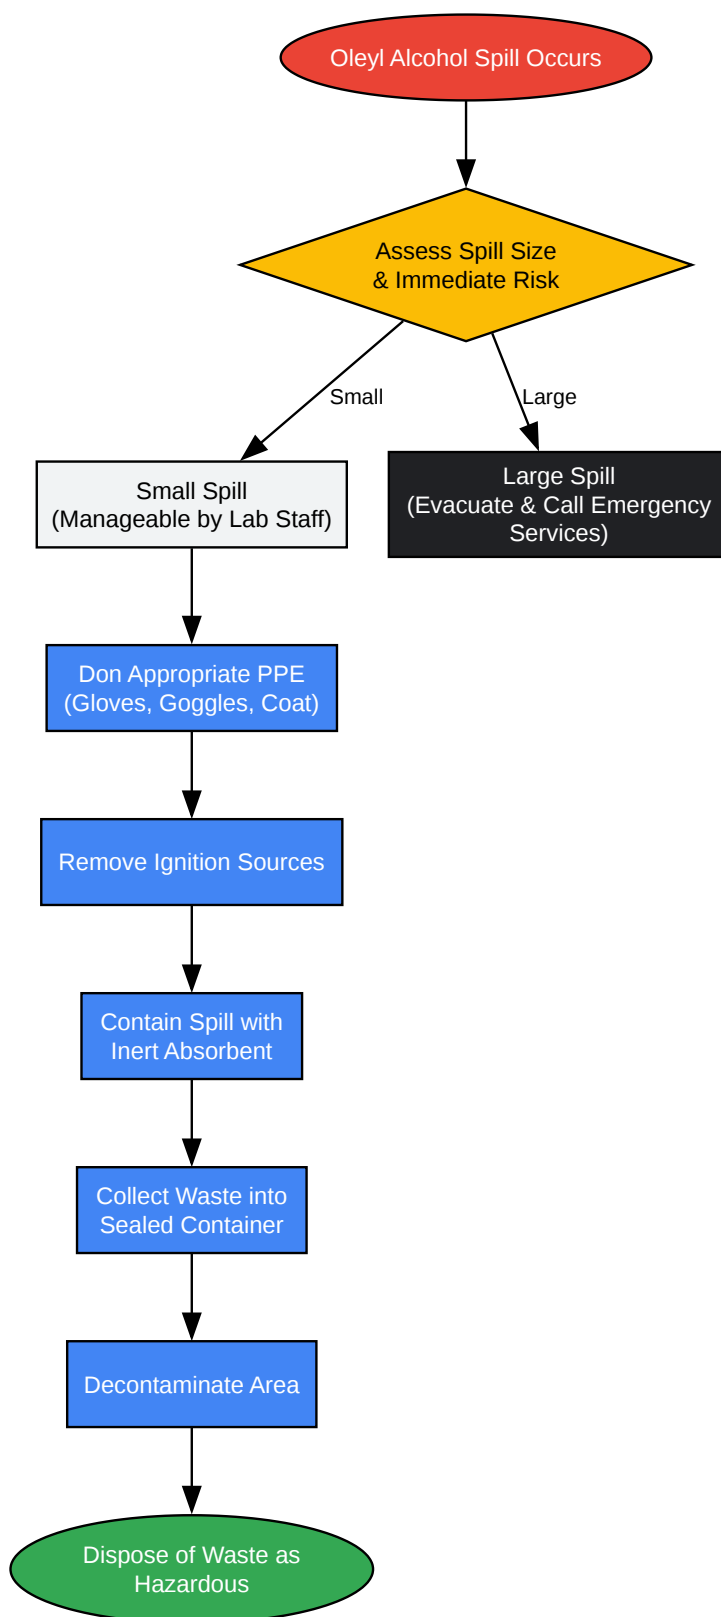 Oleyl Alcohol Spill Occurs
Assess Spill Size
& Immediate Risk
Small
Large
Small Spill
(Manageable by Lab Staff)
Large Spill
(Evacuate & Call Emergency
Services)
Don Appropriate PPE
(Gloves, Goggles, Coat)
Remove Ignition Sources
Contain Spill with
Inert Absorbent
Collect Waste into
Sealed Container
Decontaminate Area
Dispose of Waste as
Hazardous